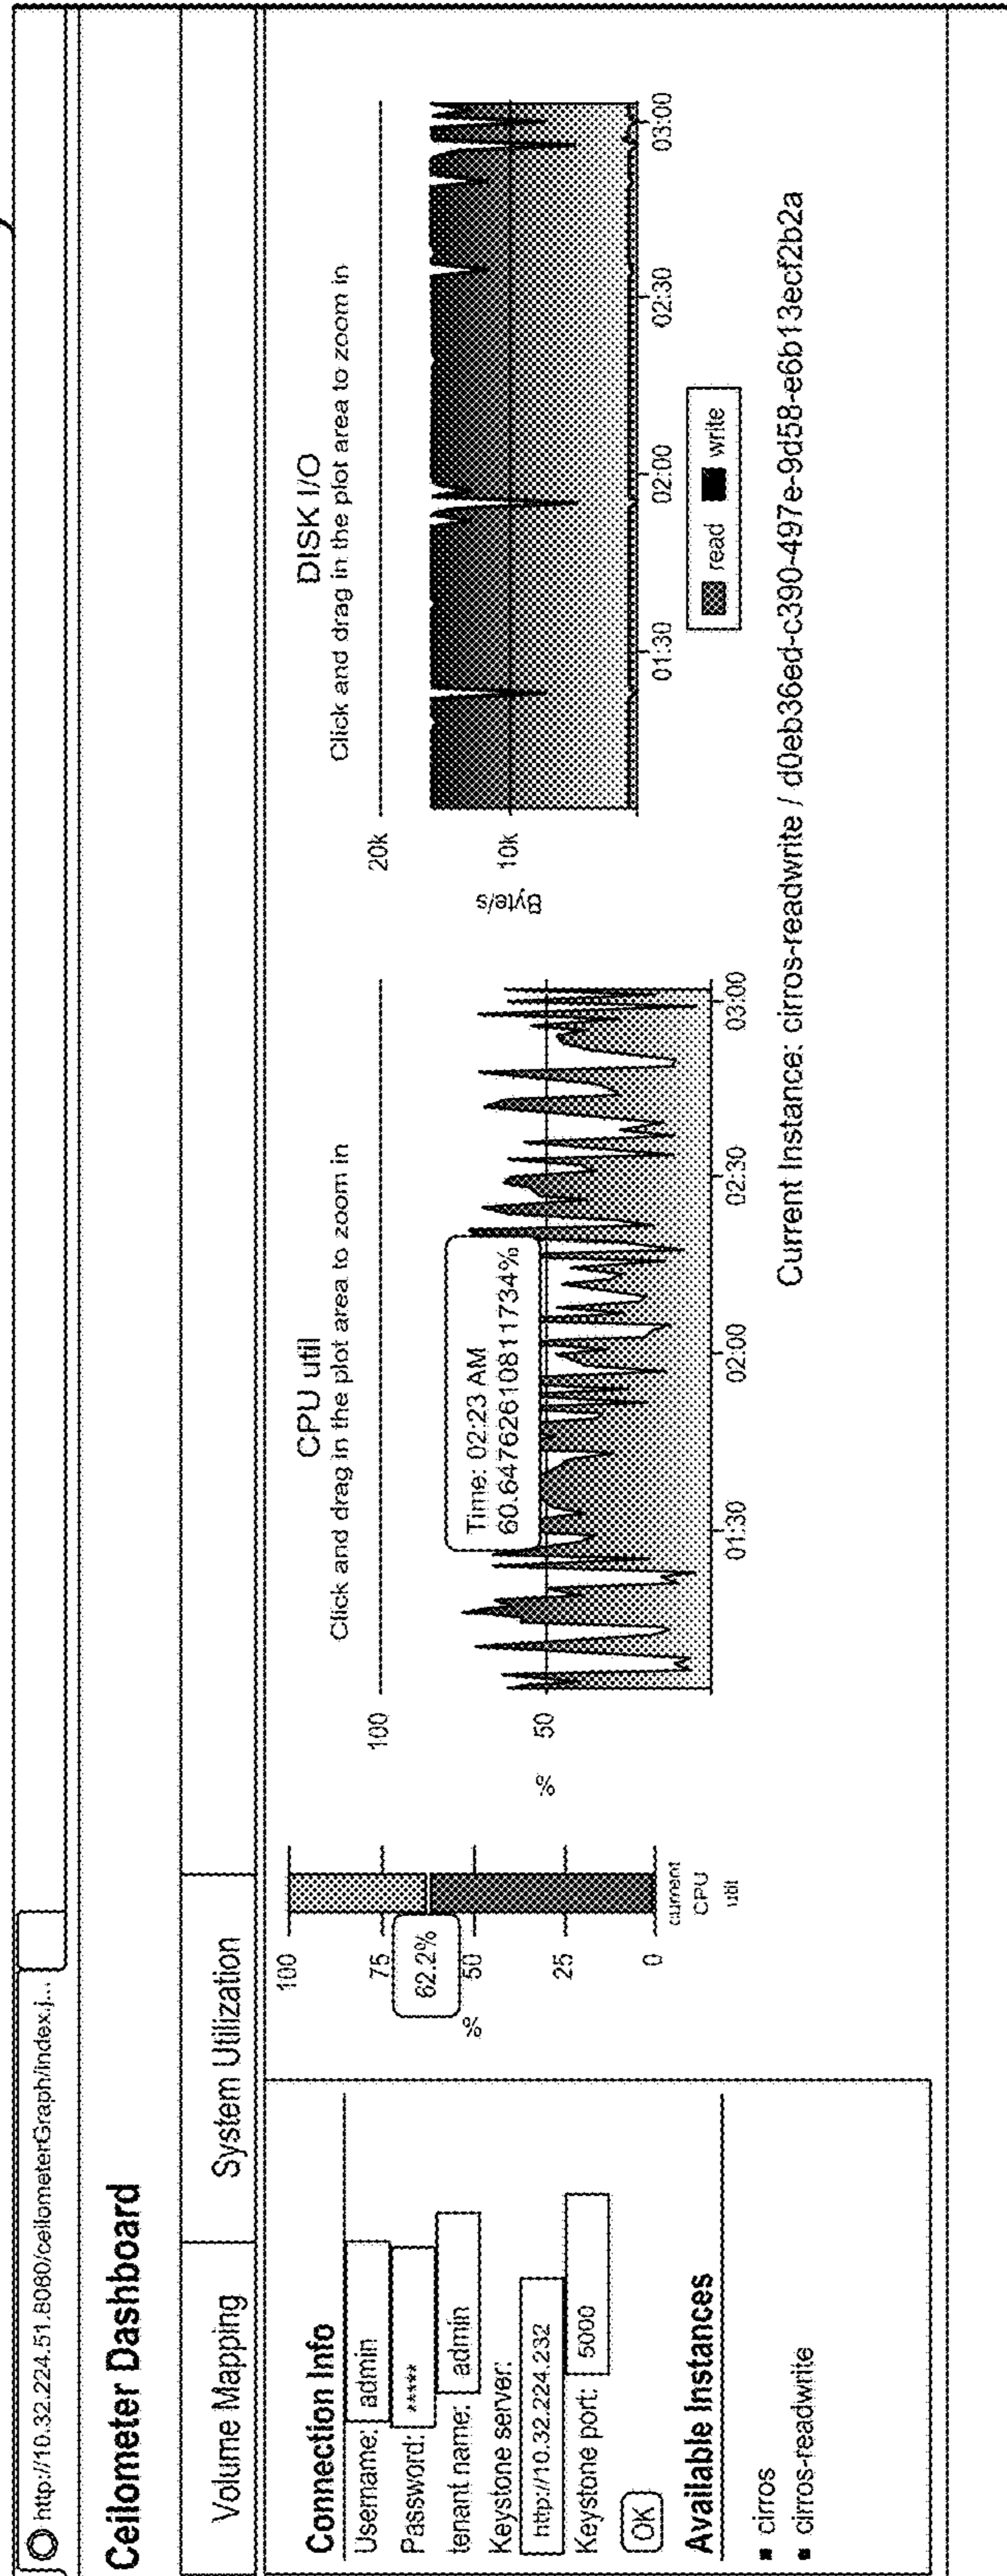 http://10.32.224.51:8080/ceilometerGraph/index.j...
Ceilometer Dashboard
Volume Mapping
System Utilization
Connection Info
Username: admin
Password: *****
tenant name: admin
Keystone server:
http://10.32.224.232
Keystone port: 5000
OK
Available Instances
▪ cirros
▪ cirros-readwrite
100
75
62.2%
50
%
25
0
current
CPU
util
CPU util
Click and drag in the plot area to zoom in
100
Time: 02:23 AM
60.64762610811734%
50
%
01:30
02:00
02:30
03:00
DISK I/O
Click and drag in the plot area to zoom in
20k
10k
Byte/s
01:30
02:00
02:30
03:00
read write
Current Instance: cirros-readwrite / d0eb36ed-c390-497e-9d58-e6b13ecf2b2a